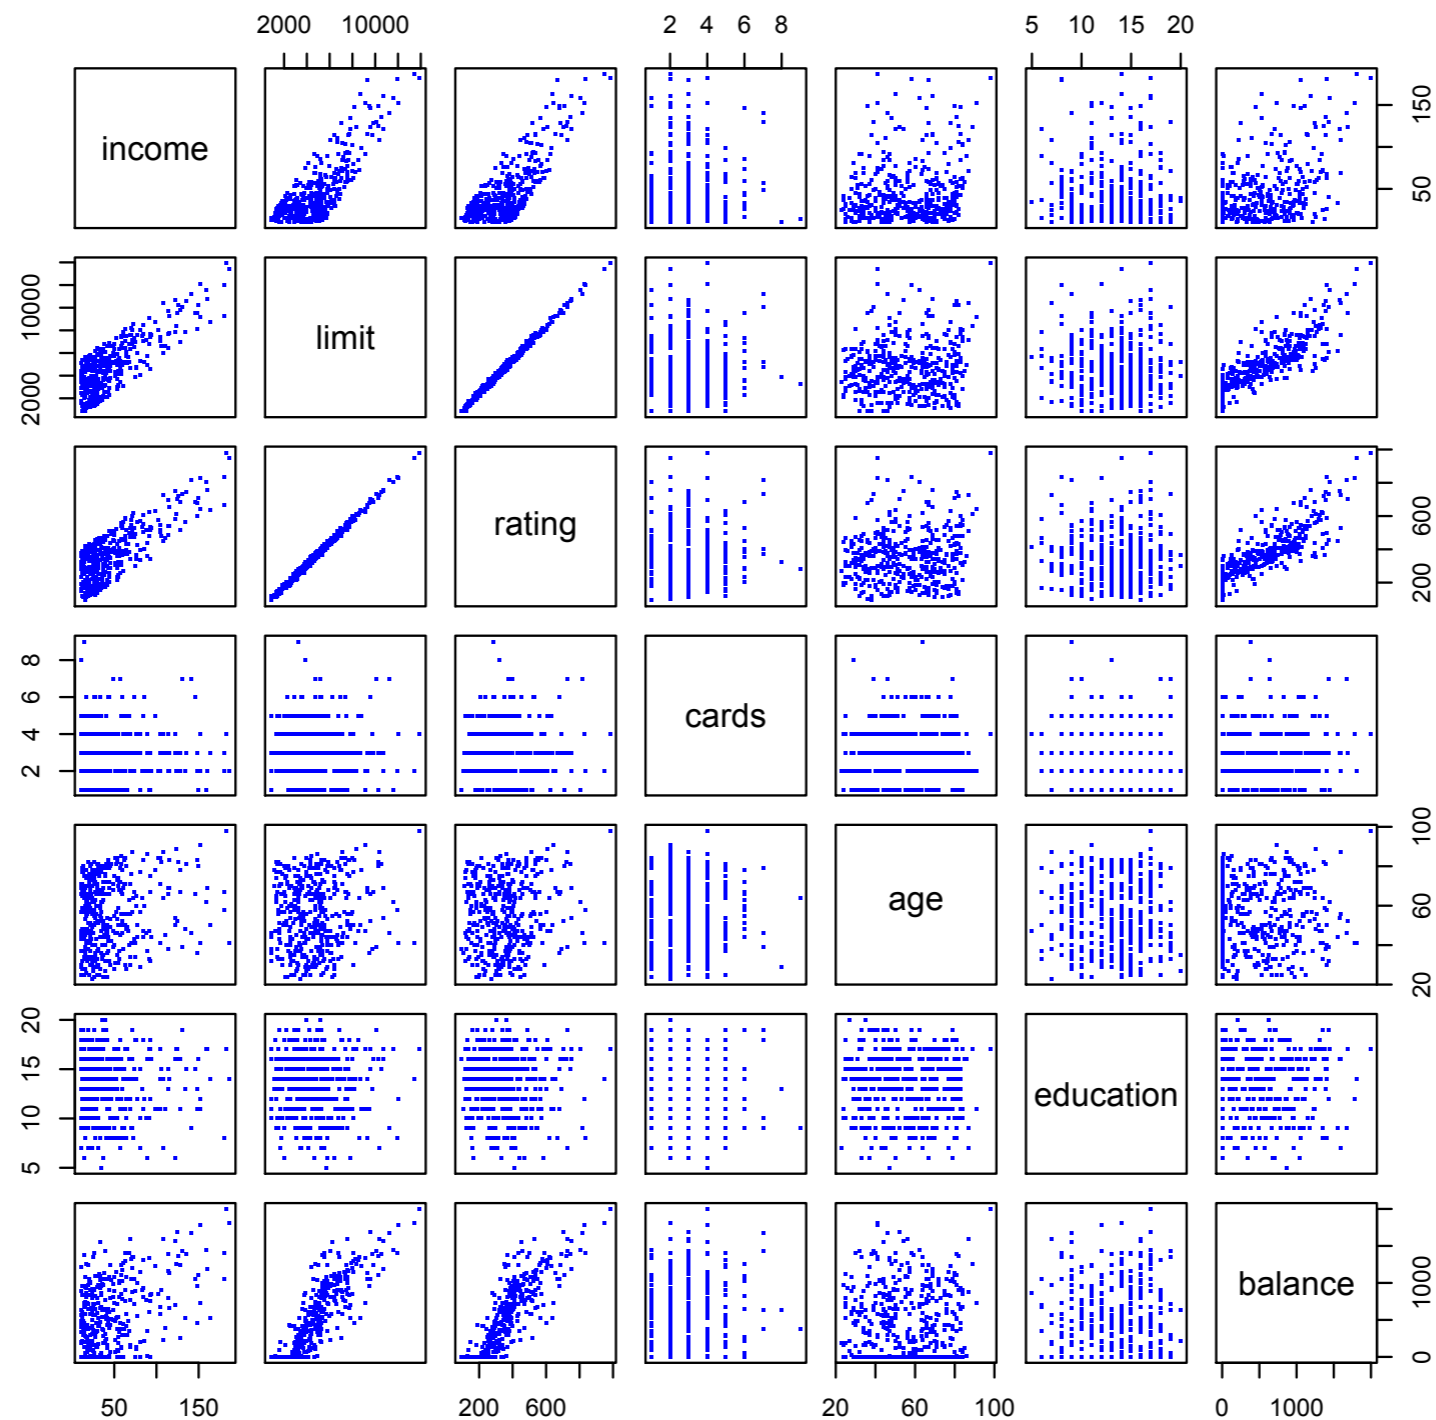 2000 10000 2 4 6 8 5 10 15 20
income 50 150
2000 10000 limit
rating 200 600
2 4 6 8 cards
age 20 60 100
5 10 15 20 education
balance 0 1000
50 150 200 600 20 60 100 0 1000